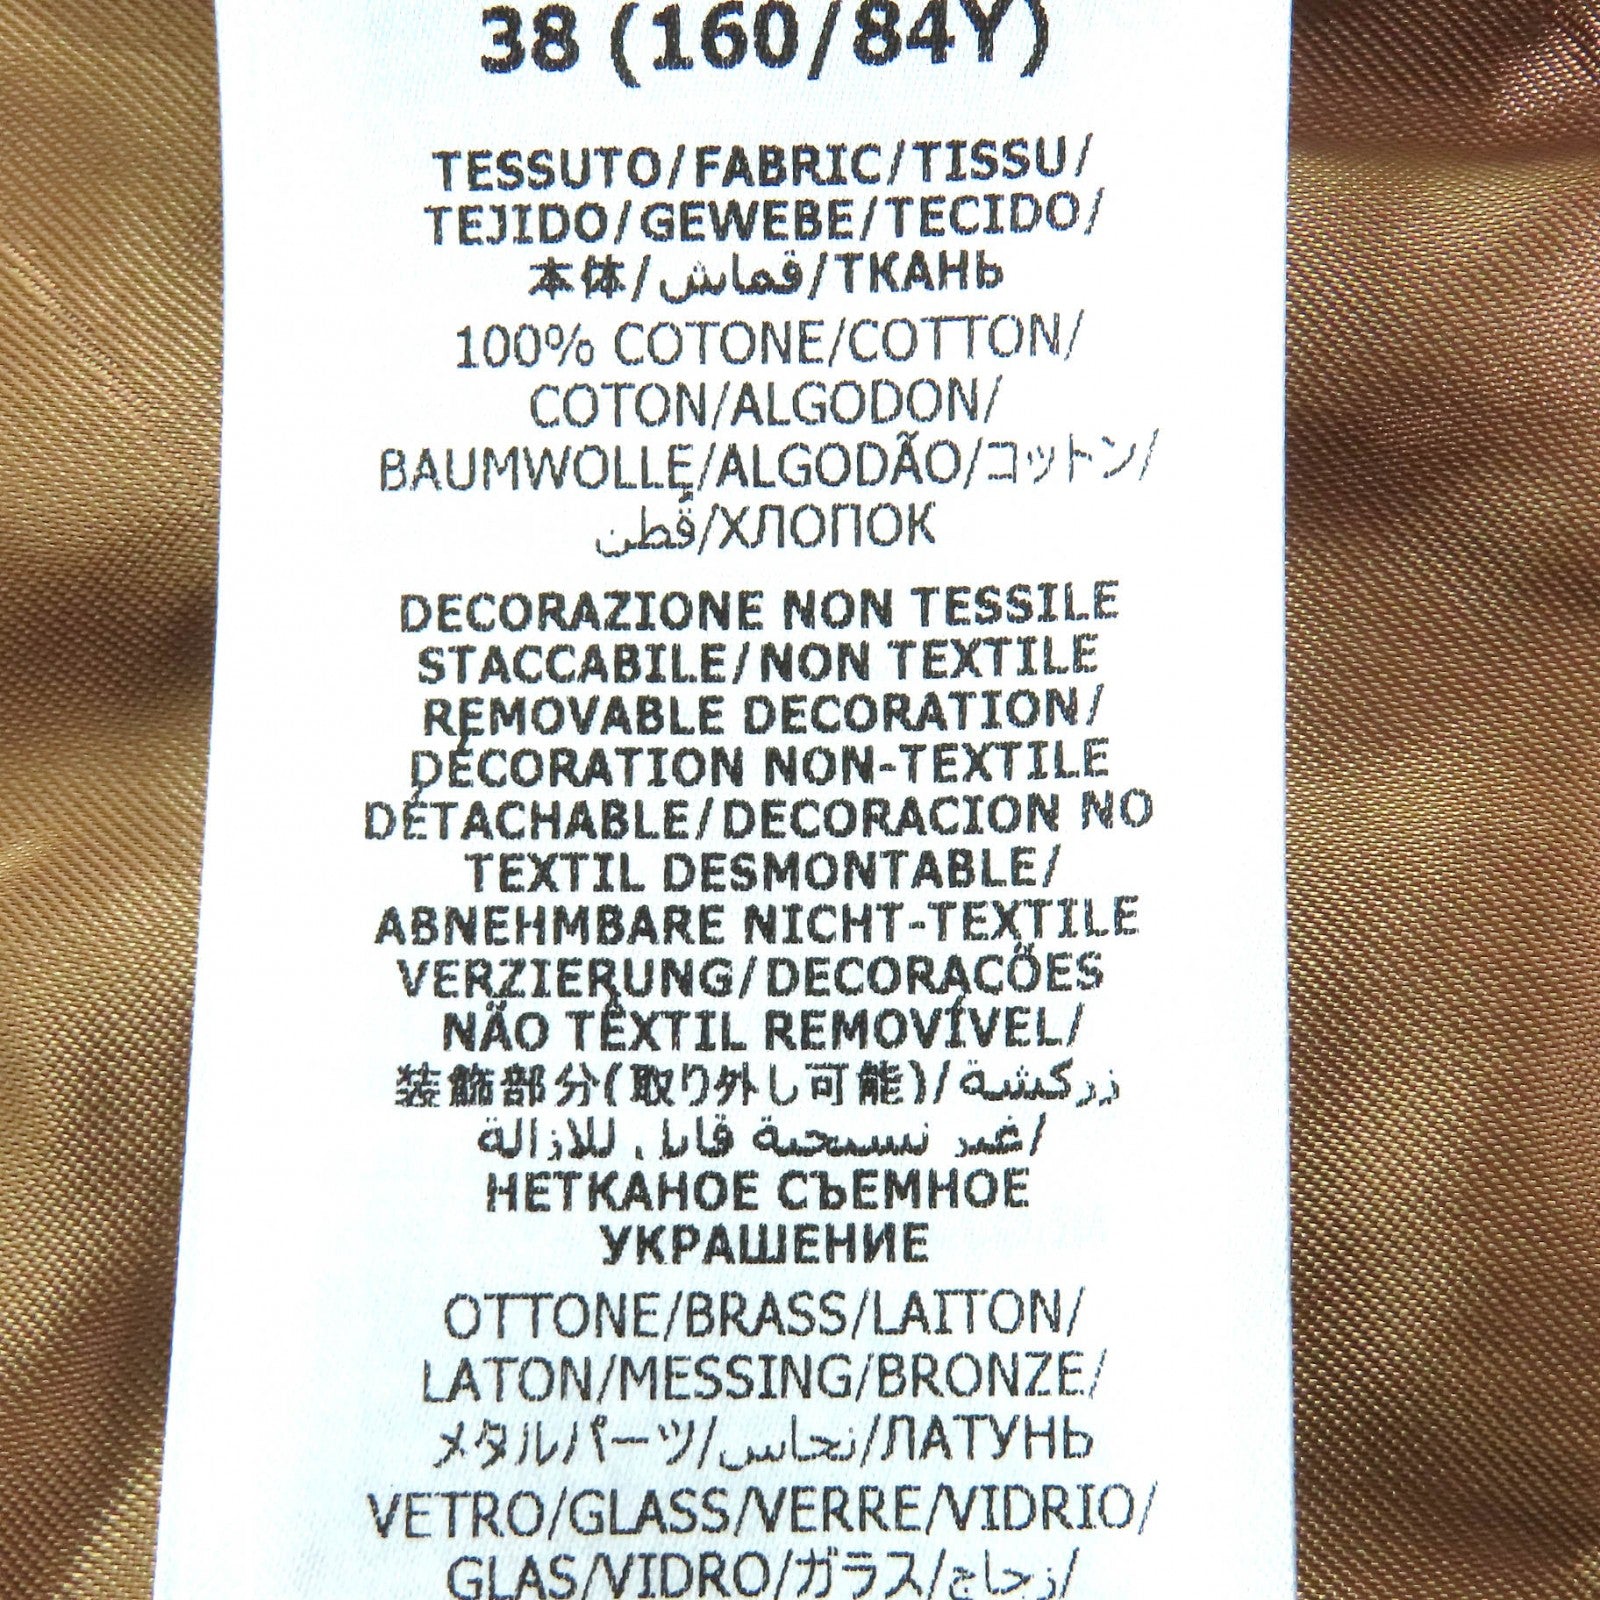 38 (160/84Y)
TESSUTO/FABRIC/TISSU/
TEJIDO/GEWEBE/TECIDO/
本体/قماش/ТКАНЬ
100% COTONE/COTTON/
COTON/ALGODON/
BAUMWOLLE/ALGODÃO/コットン/
قُطن/ХЛОПОК
DECORAZIONE NON TESSILE
STACCABILE/NON TEXTILE
REMOVABLE DECORATION/
DÉCORATION NON-TEXTILE
DÉTACHABLE/DECORACION NO
TEXTIL DESMONTABLE/
ABNEHMBARE NICHT-TEXTILE
VERZIERUNG/DECORAÇÕES
NÃO TÊXTIL REMOVÍVEL/
装飾部分(取り外し可能)/زركشة
غير نسيجية قابل للازالة/
НЕТКАНОЕ СЪЕМНОЕ
УКРАШЕНИЕ
OTTONE/BRASS/LAITON/
LATON/MESSING/BRONZE/
メタルパーツ/نحاس/ЛАТУНЬ
VETRO/GLASS/VERRE/VIDRIO/
GLAS/VIDRO/ガラス/زجاج/